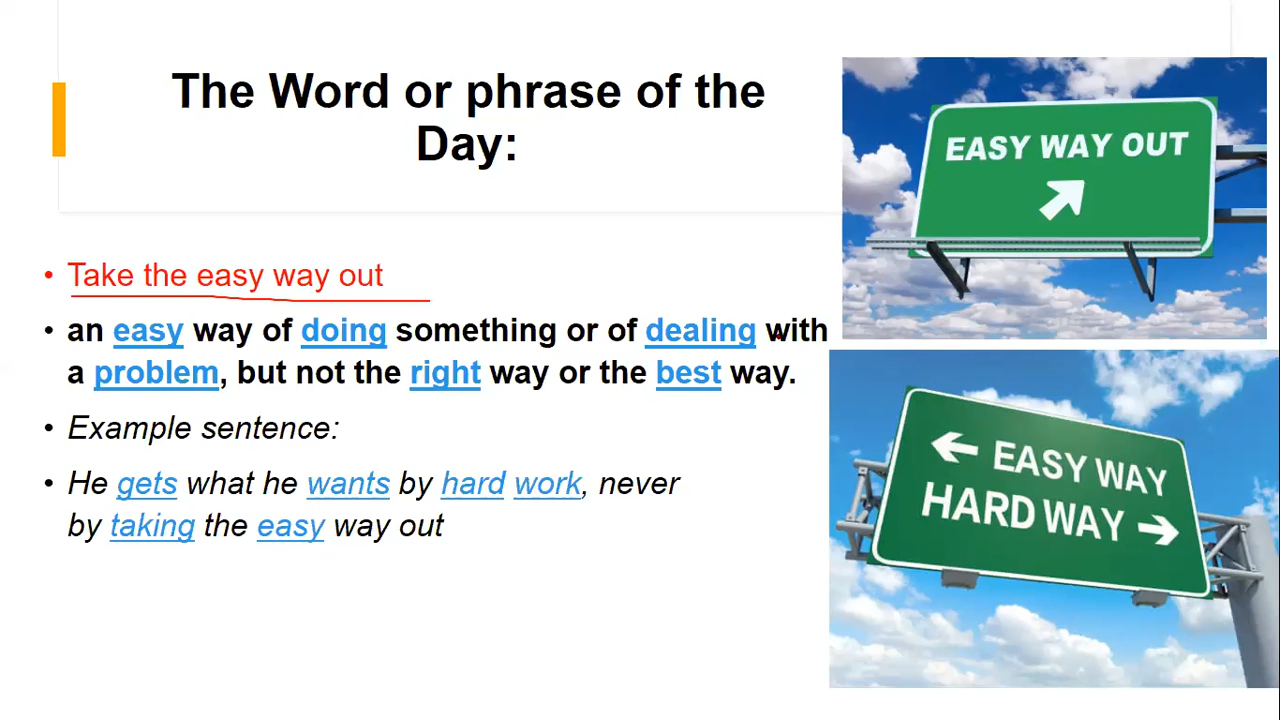 The Word or phrase of the
Day:
EASY WAY OUT
• Take the easy way out
• an easy way of doing something or of dealing with
a problem, but not the right way or the best way.
• Example sentence:
• He gets what he wants by hard work, never
by taking the easy way out
EASY WAY
HARD WAY